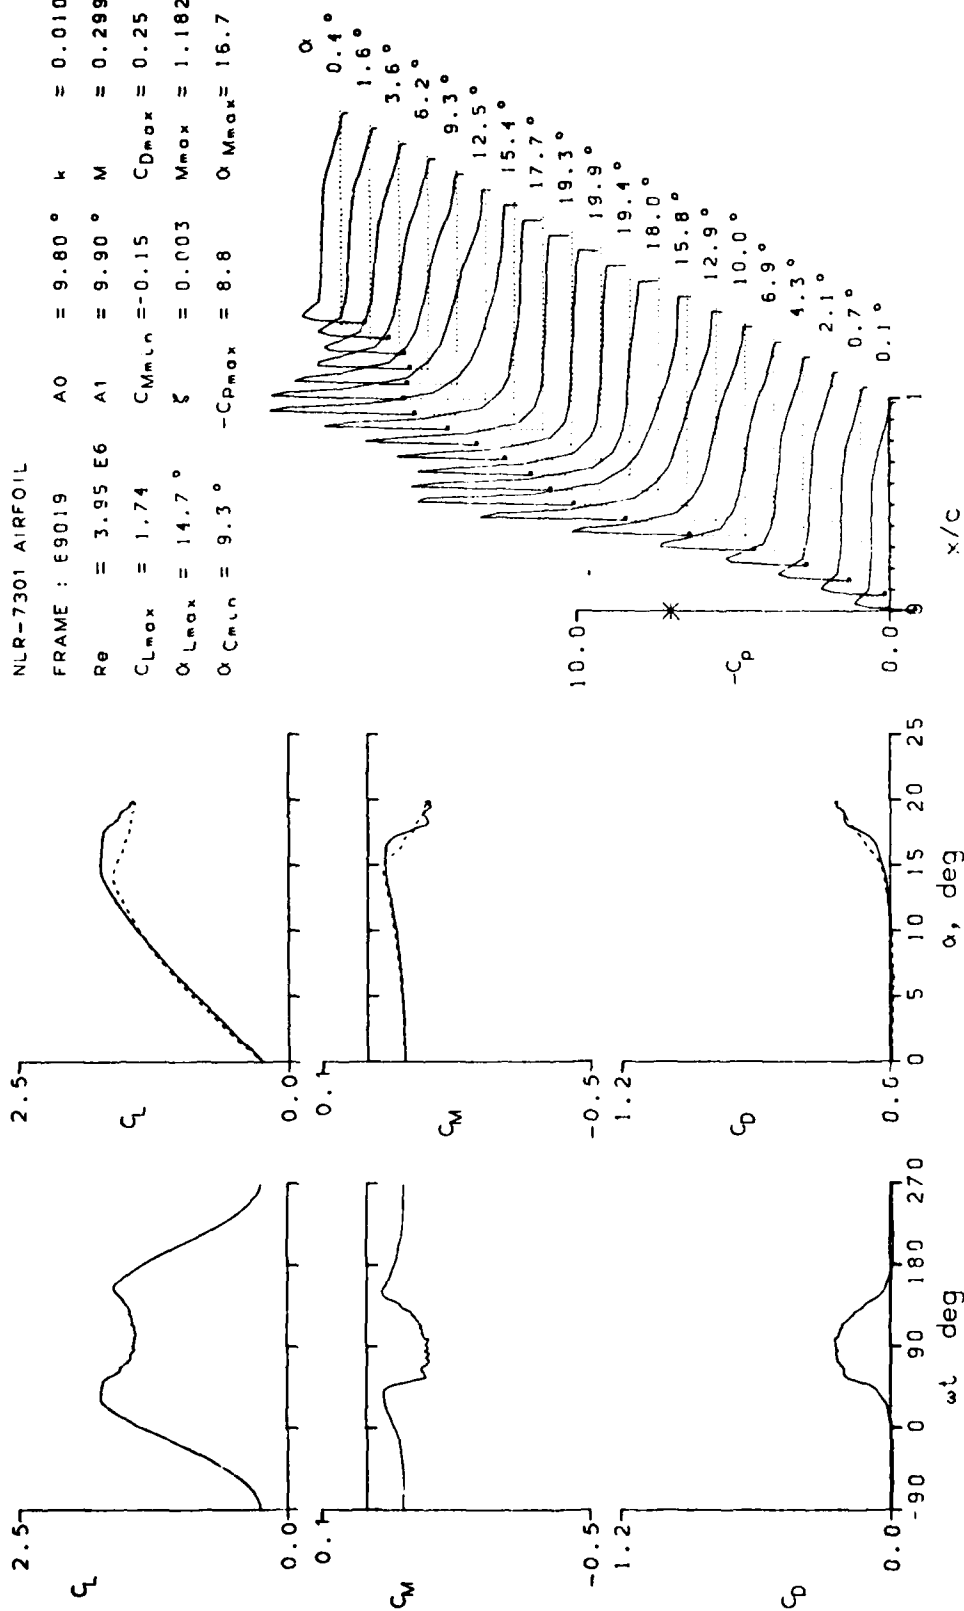 NLR-7301 AIRFOIL
FRAME : E9019 A0 = 9.80° k = 0.010
Re = 3.95 E6 A1 = 9.90° M = 0.299
CLmax = 1.74 CMmin =-0.15 CDmax = 0.25
αLmax = 14.7° ζ = 0.003 Mmax = 1.182
αCmin = 9.3° -CPmax = 8.8 αMmax= 16.7
2.5
CL
0.0
0.1
CM
-0.5
1.2
CD
0.0
-90 0 90 180 270
ωt deg
2.5
CL
0.0
0.1
CM
-0.5
1.2
CD
0.0
0 5 10 15 20 25
α, deg
10.0
-Cp
0.0
0 1
x/c
α
0.4°
1.6°
3.6°
6.2°
9.3°
12.5°
15.4°
17.7°
19.3°
19.9°
19.4°
18.0°
15.8°
12.9°
10.0°
6.9°
4.3°
2.1°
0.7°
0.1°